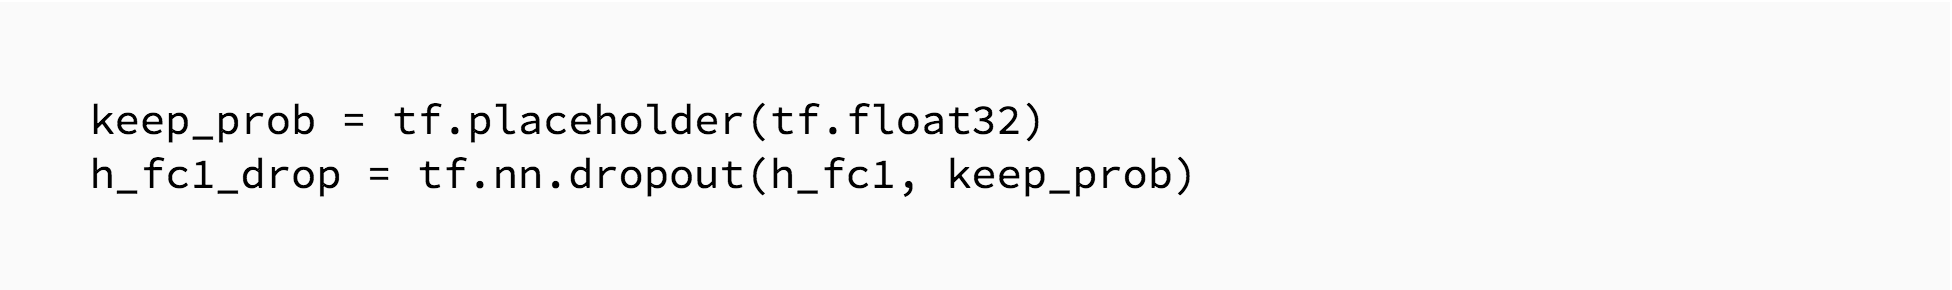 keep_prob = tf.placeholder(tf.float32)
h_fc1_drop = tf.nn.dropout(h_fc1, keep_prob)